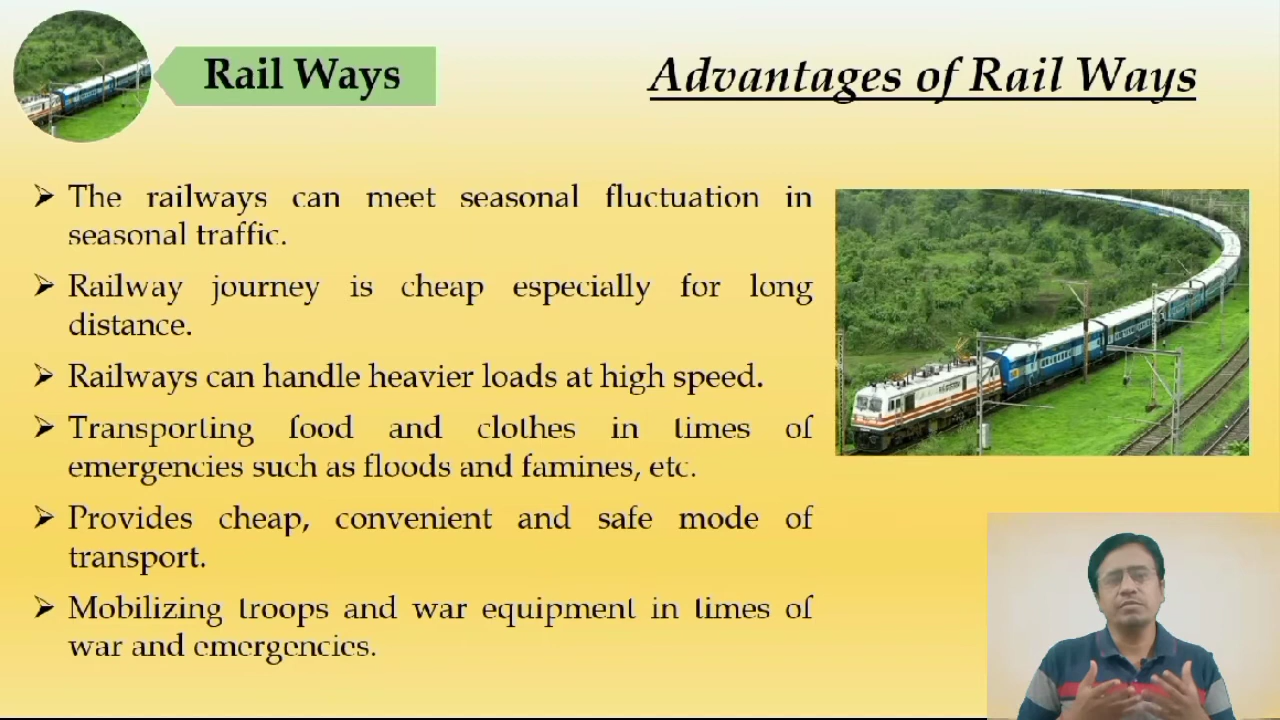 Rail Ways
Advantages of Rail Ways
➢ The railways can meet seasonal fluctuation in
seasonal traffic.
➢ Railway journey is cheap especially for long
distance.
➢ Railways can handle heavier loads at high speed.
➢ Transporting food and clothes in times of
emergencies such as floods and famines, etc.
➢ Provides cheap, convenient and safe mode of
transport.
➢ Mobilizing troops and war equipment in times of
war and emergencies.